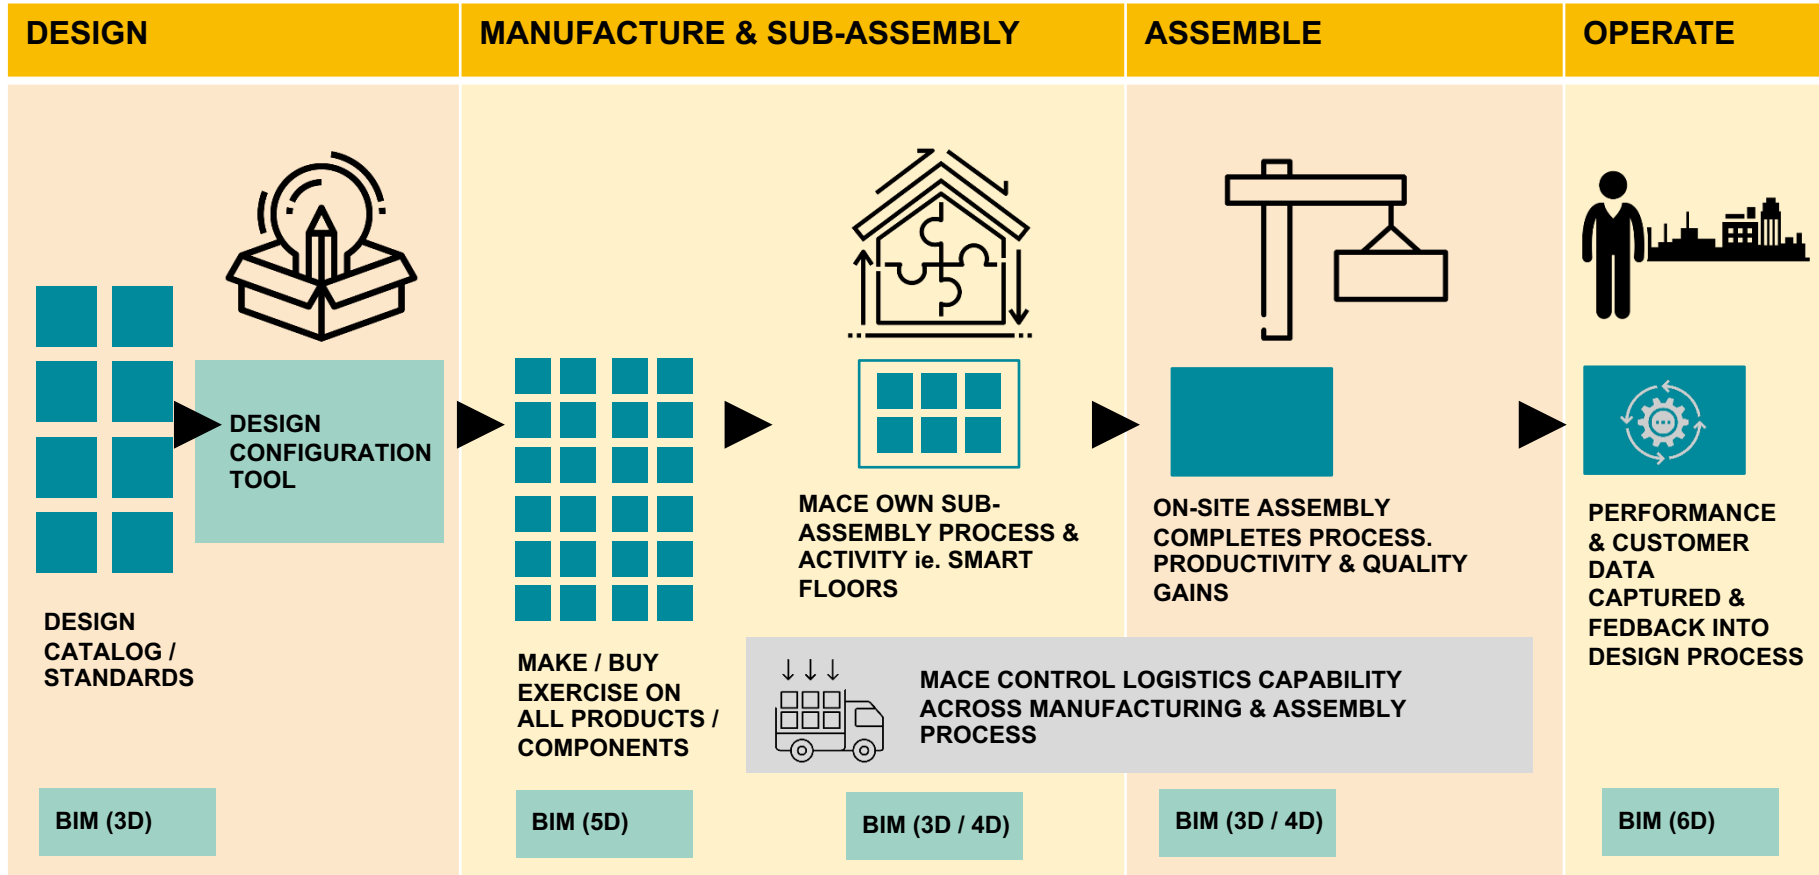 DESIGN
MANUFACTURE & SUB-ASSEMBLY
ASSEMBLE
OPERATE
DESIGN
CATALOG /
STANDARDS
DESIGN
CONFIGURATION
TOOL
MAKE / BUY
EXERCISE ON
ALL PRODUCTS /
COMPONENTS
MACE OWN SUB-
ASSEMBLY PROCESS &
ACTIVITY ie. SMART
FLOORS
ON-SITE ASSEMBLY
COMPLETES PROCESS.
PRODUCTIVITY & QUALITY
GAINS
PERFORMANCE
& CUSTOMER
DATA
CAPTURED &
FEDBACK INTO
DESIGN PROCESS
MACE CONTROL LOGISTICS CAPABILITY
ACROSS MANUFACTURING & ASSEMBLY
PROCESS
BIM (3D)
BIM (5D)
BIM (3D / 4D)
BIM (3D / 4D)
BIM (6D)